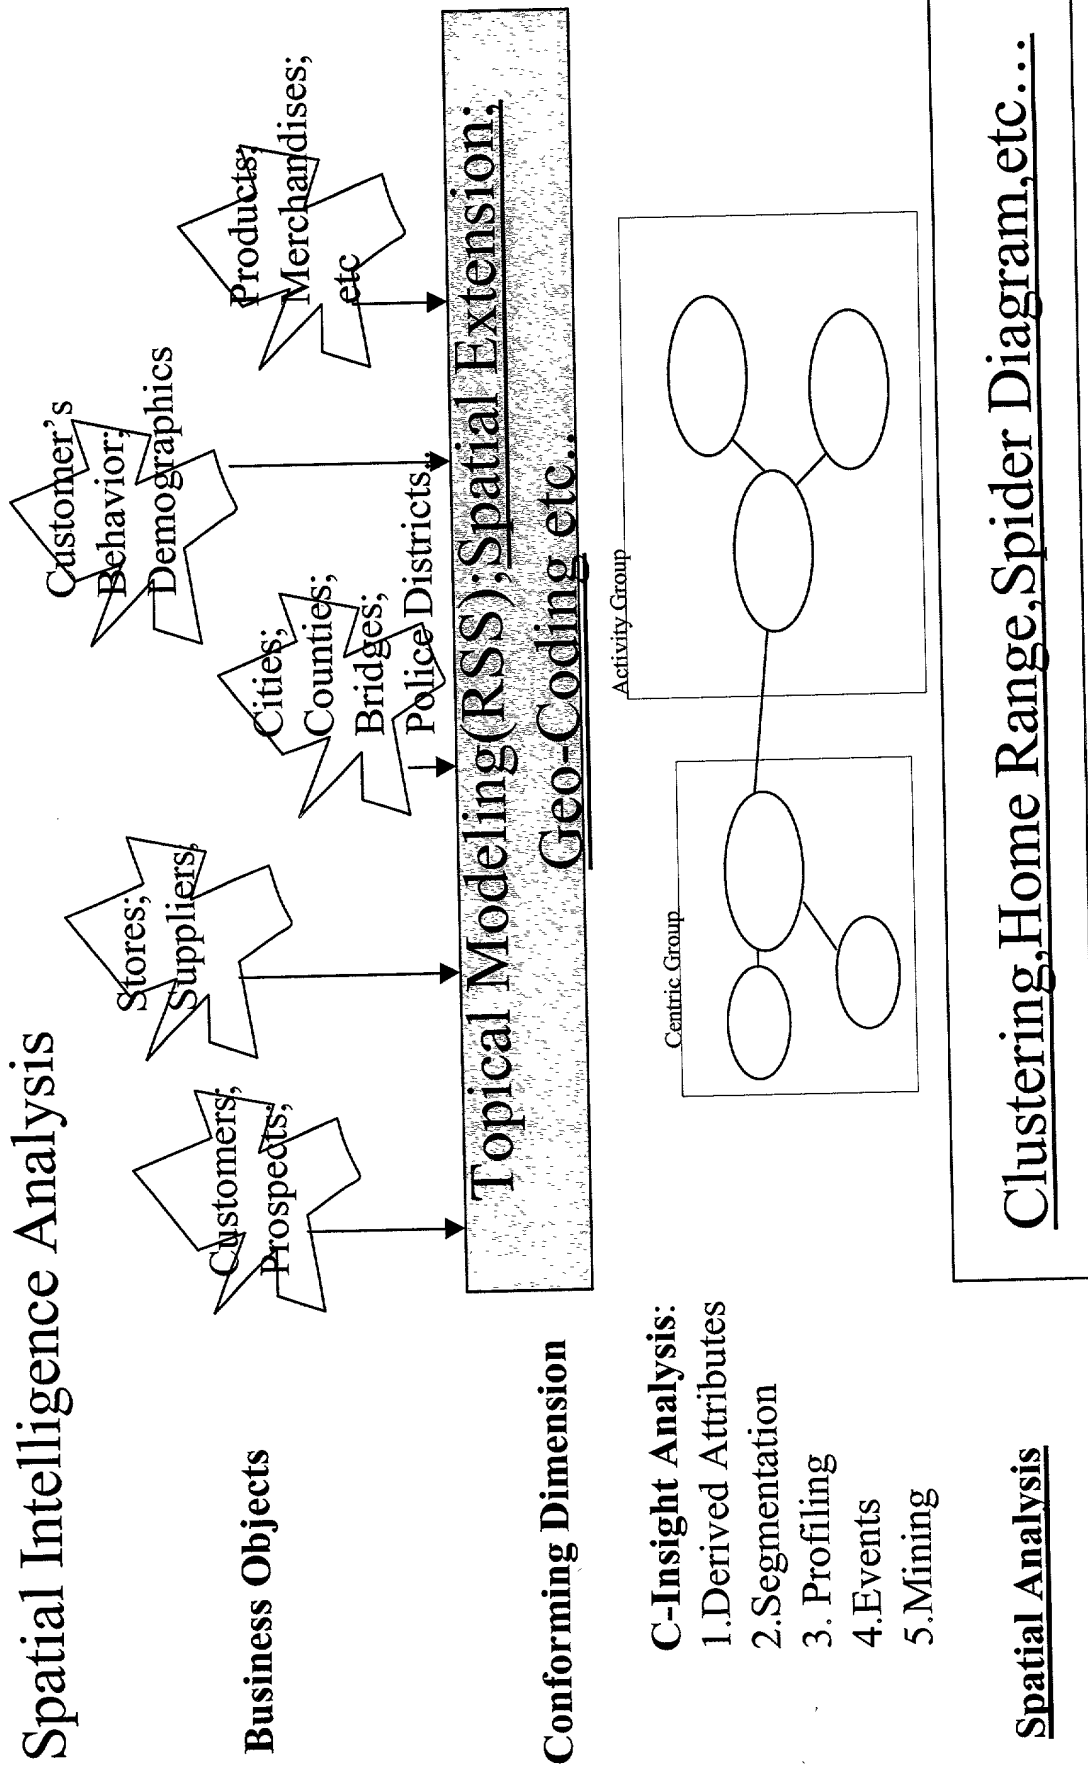 Spatial Intelligence Analysis
Business Objects
Customers;
Prospects;
Stores;
Suppliers,
Cities;
Counties;
Bridges;
Police Districts..
Customer's
Behavior;
Demographics
Products;
Merchandises;
etc
Conforming Dimension
Topical Modeling(RSS);Spatial Extension;
Geo-Coding,etc..
C-Insight Analysis:
1.Derived Attributes
2.Segmentation
3. Profiling
4.Events
5.Mining
Centric Group
Activity Group
Spatial Analysis
Clustering,Home Range,Spider Diagram,etc...